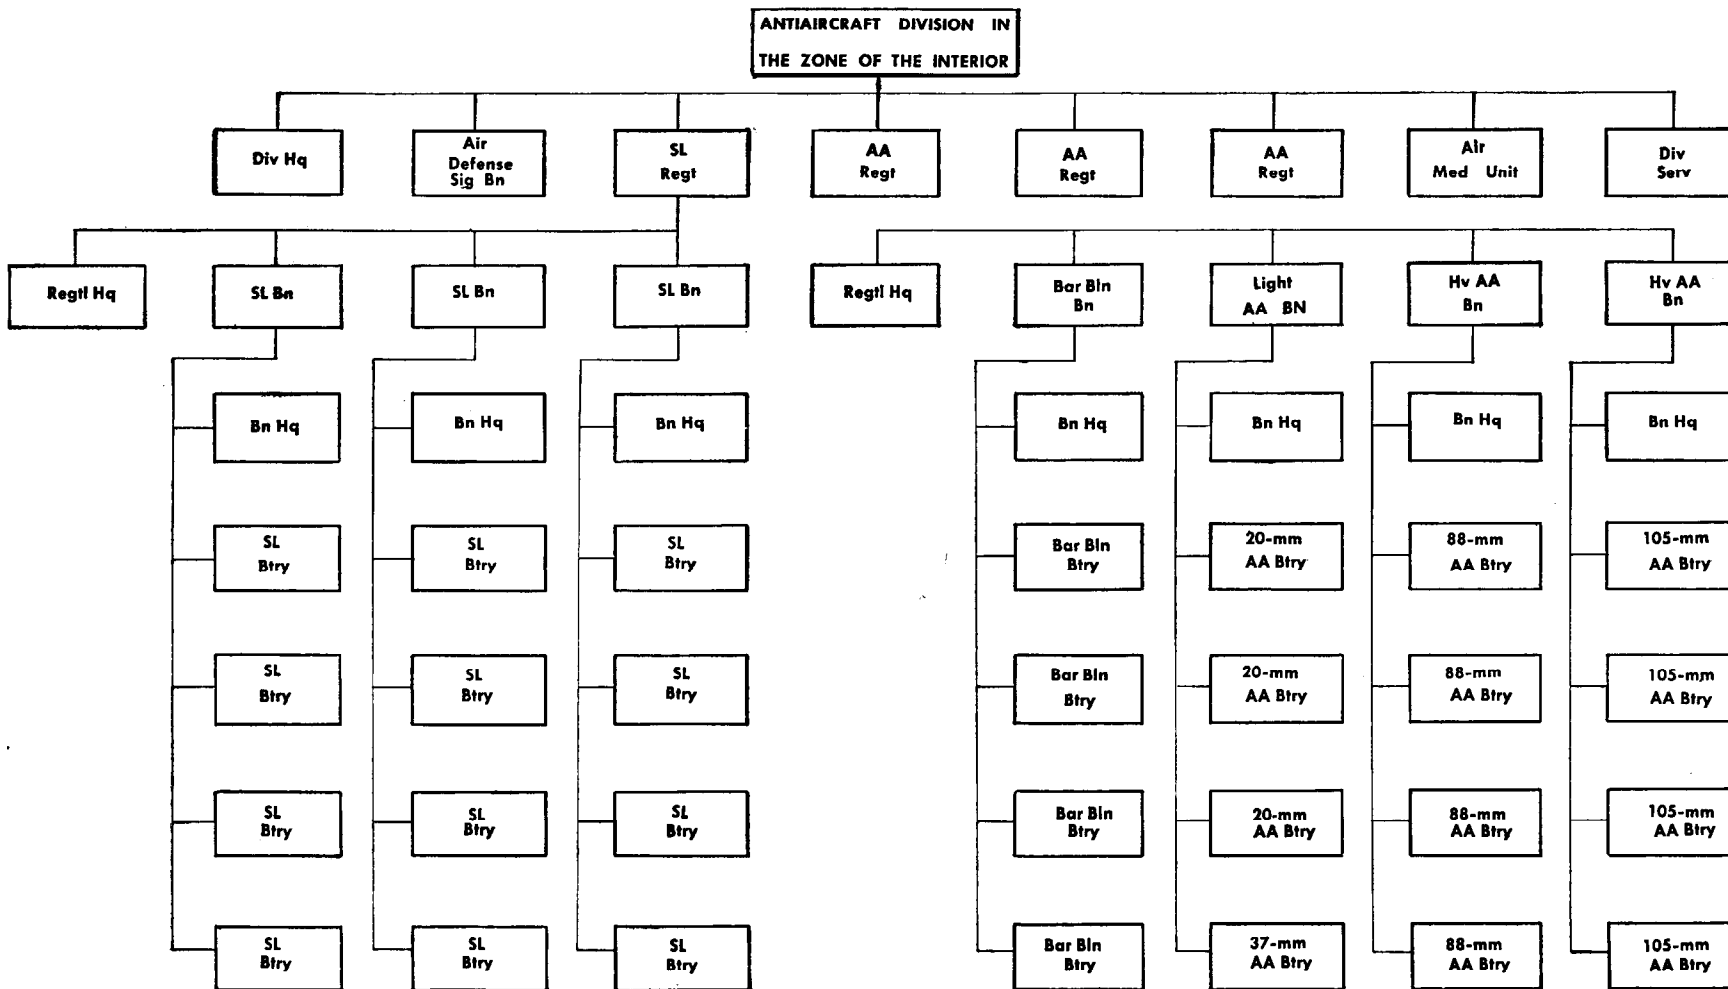 ANTIAIRCRAFT DIVISION IN
THE ZONE OF THE INTERIOR
Div Hq
Air
Defense
Sig Bn
SL
Regt
AA
Regt
AA
Regt
AA
Regt
Air
Med Unit
Div
Serv
Regtl Hq
SL Bn
SL Bn
SL Bn
Regtl Hq
Bar Bln
Bn
Light
AA BN
Hv AA
Bn
Hv AA
Bn
Bn Hq
Bn Hq
Bn Hq
Bn Hq
Bn Hq
Bn Hq
Bn Hq
SL
Btry
SL
Btry
SL
Btry
Bar Bln
Btry
20-mm
AA Btry
88-mm
AA Btry
105-mm
AA Btry
SL
Btry
SL
Btry
SL
Btry
Bar Bln
Btry
20-mm
AA Btry
88-mm
AA Btry
105-mm
AA Btry
SL
Btry
SL
Btry
SL
Btry
Bar Bln
Btry
20-mm
AA Btry
88-mm
AA Btry
105-mm
AA Btry
SL
Btry
SL
Btry
SL
Btry
Bar Bln
Btry
37-mm
AA Btry
88-mm
AA Btry
105-mm
AA Btry